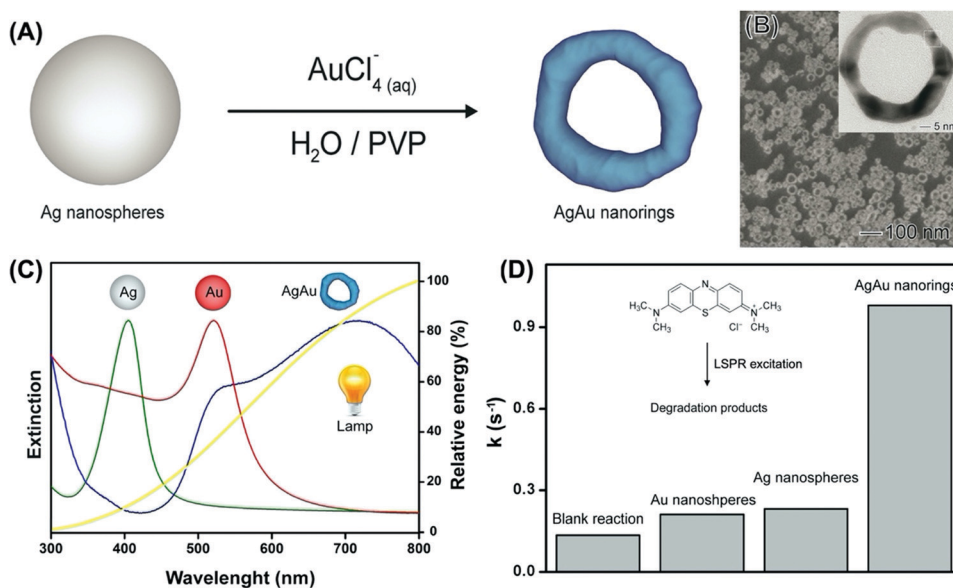 (A)
AuCl₄⁻ (aq)
H₂O / PVP
Ag nanospheres
AgAu nanorings
(B)
5 nm
100 nm
(C)
Ag
Au
AgAu
Lamp
Extinction
Relative energy (%)
100
80
60
40
20
10
0
300
400
500
600
700
800
Wavelenght (nm)
(D)
AgAu nanorings
H₃C
N
N
S
N⁺
CH₃
CH₃
CH₃
Cl⁻
LSPR excitation
Degradation products
Ag nanospheres
Au nanoshperes
Blank reaction
k (s⁻¹)
0.9
0.6
0.3
0.0